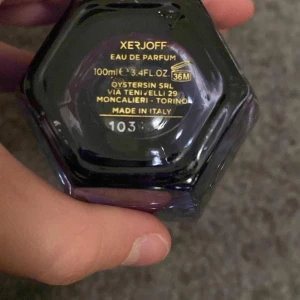 XERJOFF
EAU DE PARFUM
100ml℮ 3.4FL.OZ 36M
OYSTERSIN SRL
VIA TENIVELLI 29
MONCALIERI - TORINO
MADE IN ITALY
103